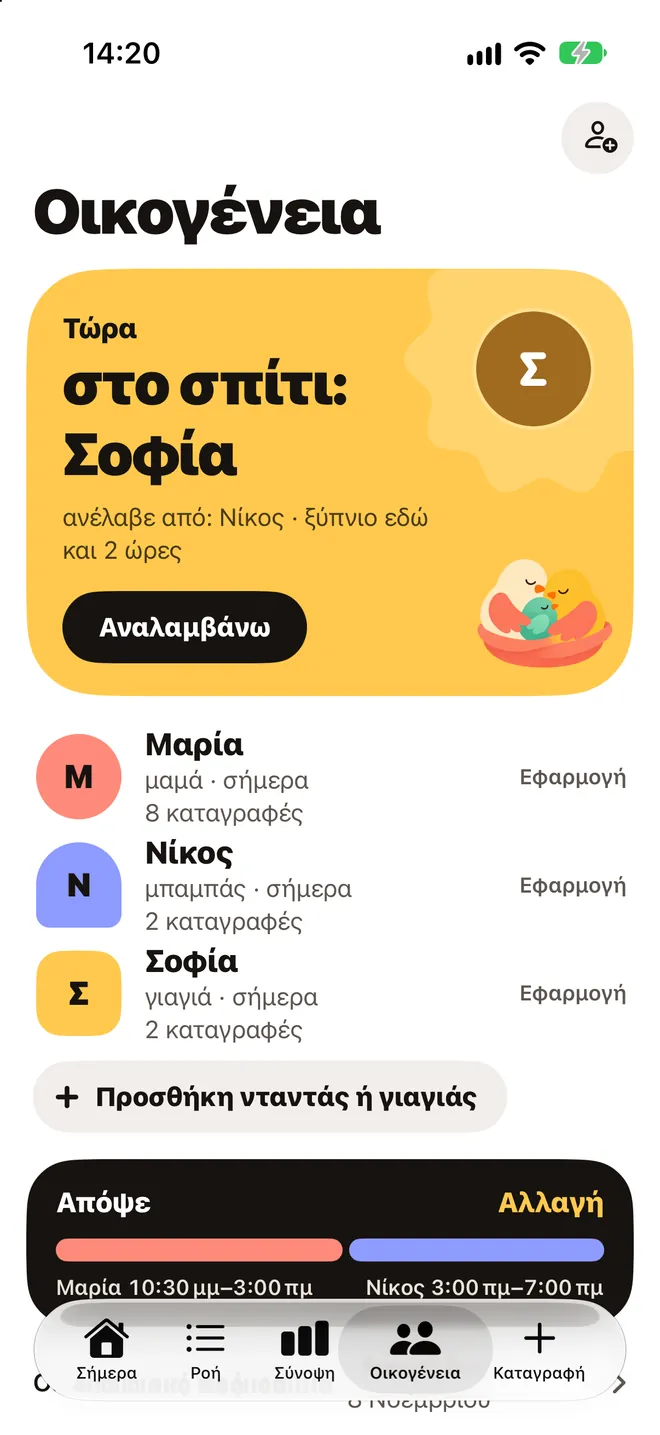 14:20
Οικογένεια
Τώρα
στο σπίτι:
Σοφία
Σ
ανέλαβε από: Νίκος · ξύπνιο εδώ
και 2 ώρες
Αναλαμβάνω
Μ
Μαρία
μαμά · σήμερα
8 καταγραφές
Εφαρμογή
Ν
Νίκος
μπαμπάς · σήμερα
2 καταγραφές
Εφαρμογή
Σ
Σοφία
γιαγιά · σήμερα
2 καταγραφές
Εφαρμογή
+ Προσθήκη νταντάς ή γιαγιάς
Απόψε
Αλλαγή
Μαρία 10:30 μμ–3:00 πμ
Νίκος 3:00 πμ–7:00 πμ
Σήμερα
Ροή
Σύνοψη
Οικογένεια
Καταγραφή
8 Νοεμβρίου